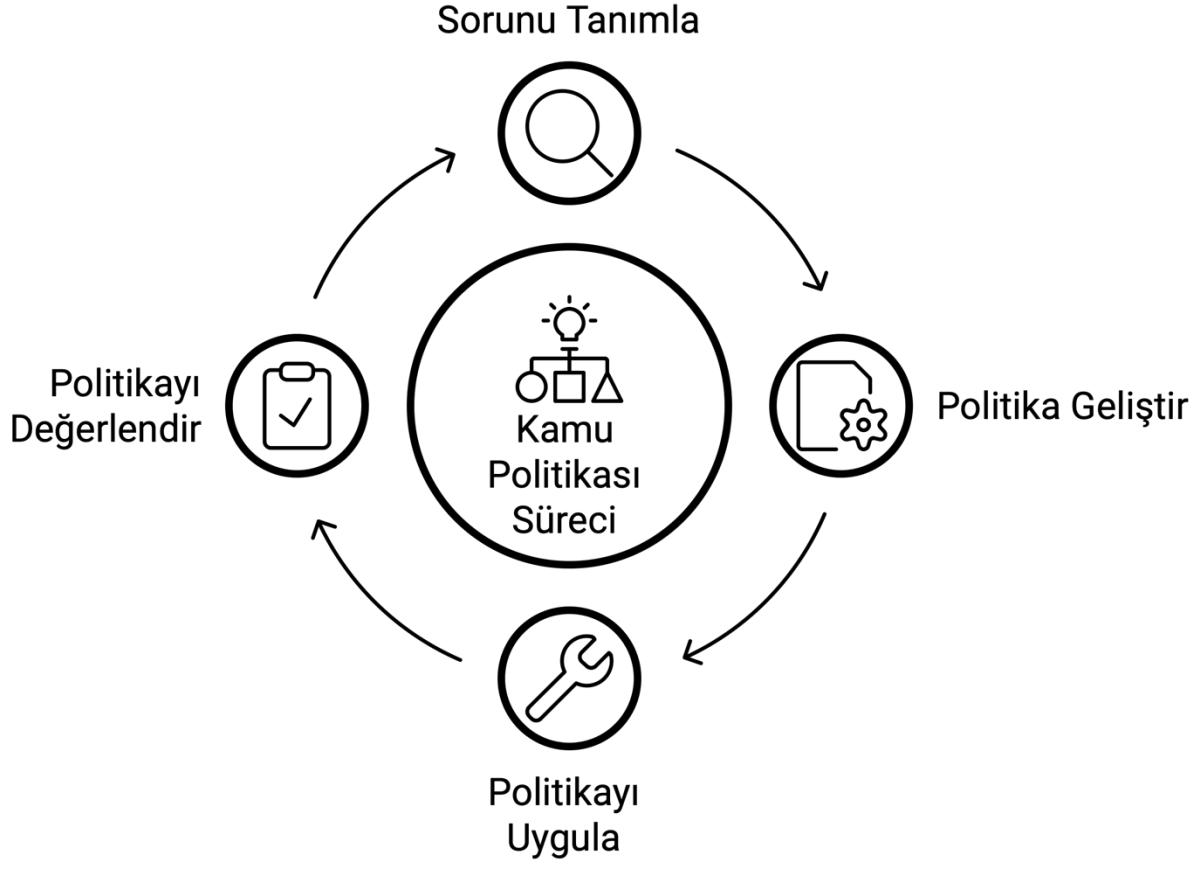 Sorunu Tanımla
Politika Geliştir
Politikayı
Uygula
Politikayı
Değerlendir
Kamu
Politikası
Süreci